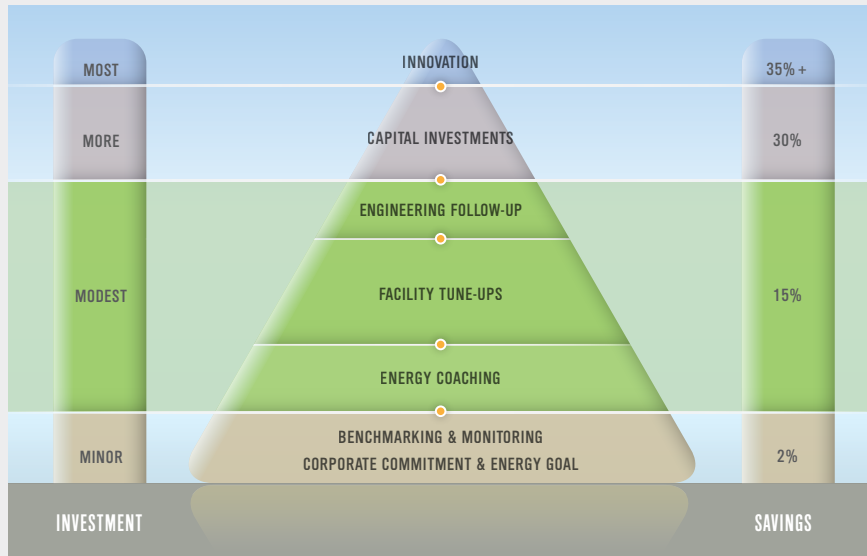 MOST
INNOVATION
35% +
MORE
CAPITAL INVESTMENTS
30%
ENGINEERING FOLLOW-UP
MODEST
FACILITY TUNE-UPS
15%
ENERGY COACHING
MINOR
BENCHMARKING & MONITORING
CORPORATE COMMITMENT & ENERGY GOAL
2%
INVESTMENT
SAVINGS